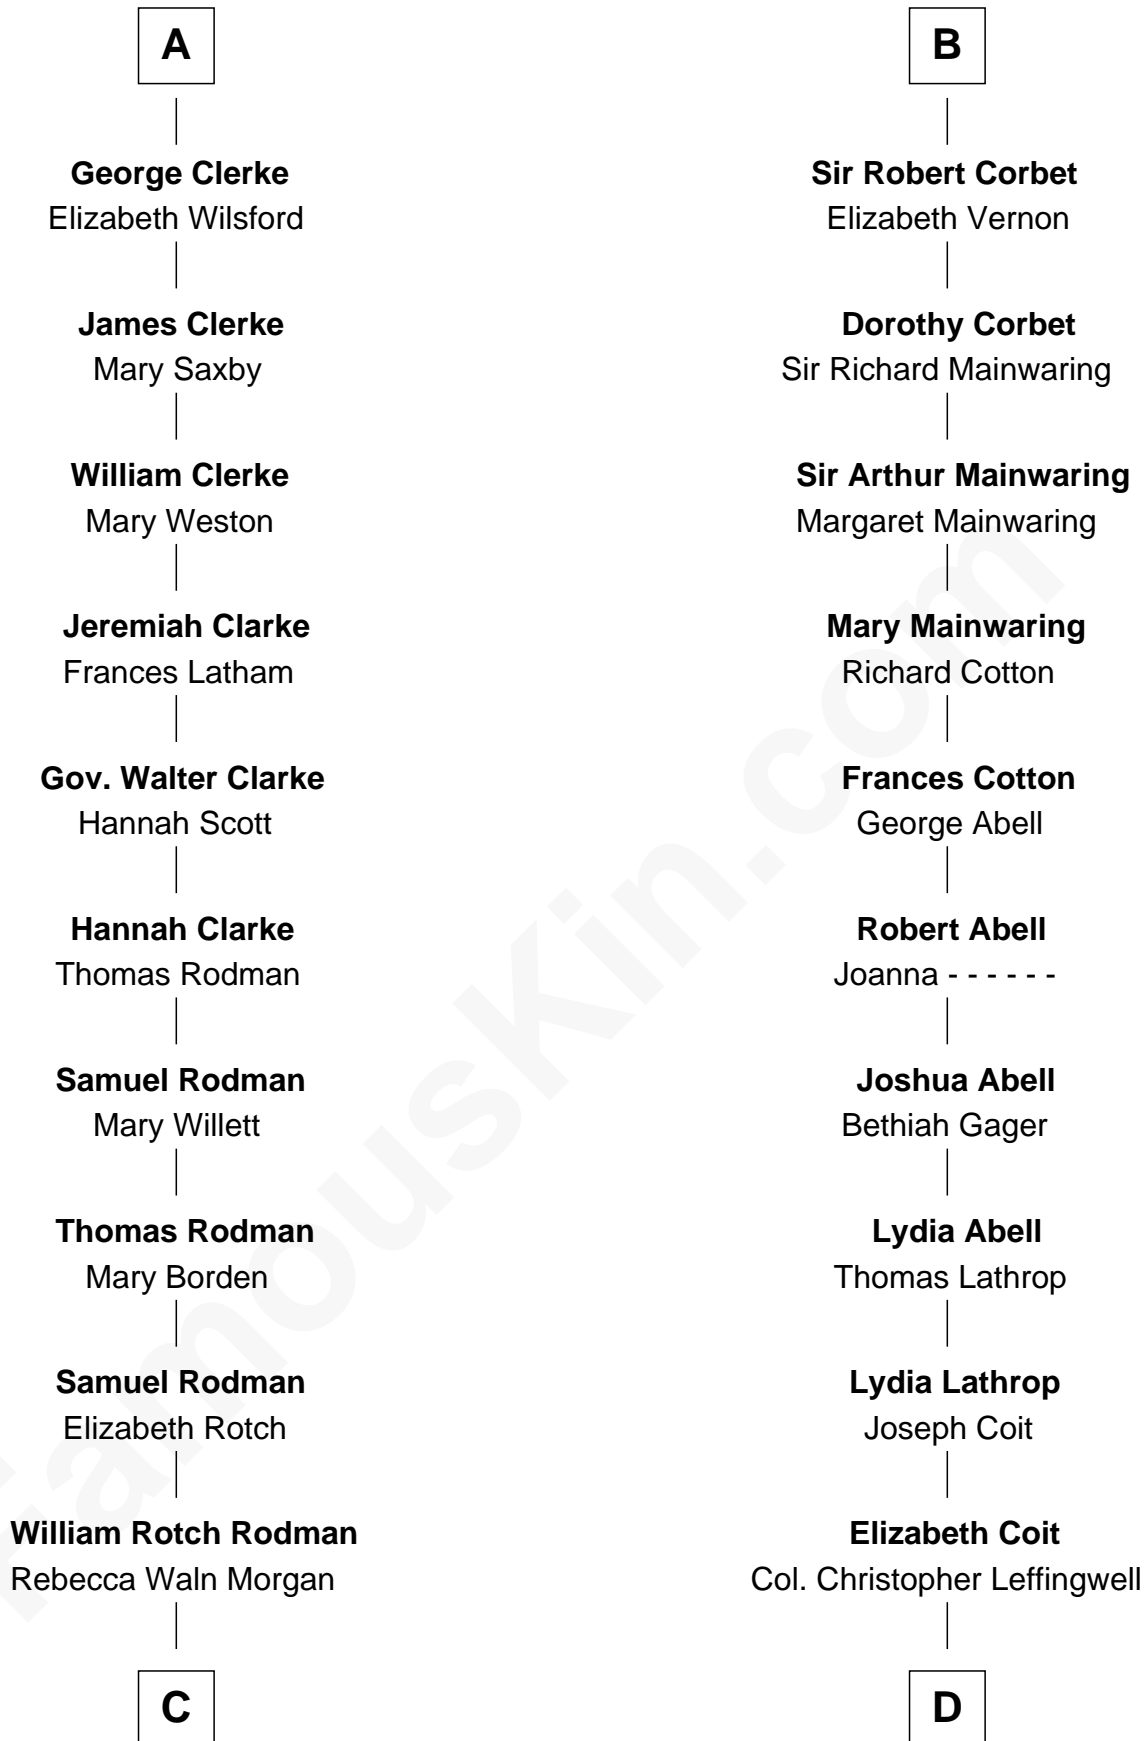 A
George Clerke
Elizabeth Wilsford
James Clerke
Mary Saxby
William Clerke
Mary Weston
Jeremiah Clarke
Frances Latham
Gov. Walter Clarke
Hannah Scott
Hannah Clarke
Thomas Rodman
Samuel Rodman
Mary Willett
Thomas Rodman
Mary Borden
Samuel Rodman
Elizabeth Rotch
William Rotch Rodman
Rebecca Waln Morgan
C
B
Sir Robert Corbet
Elizabeth Vernon
Dorothy Corbet
Sir Richard Mainwaring
Sir Arthur Mainwaring
Margaret Mainwaring
Mary Mainwaring
Richard Cotton
Frances Cotton
George Abell
Robert Abell
Joanna - - - - - -
Joshua Abell
Bethiah Gager
Lydia Abell
Thomas Lathrop
Lydia Lathrop
Joseph Coit
Elizabeth Coit
Col. Christopher Leffingwell
D
FamousKin.com